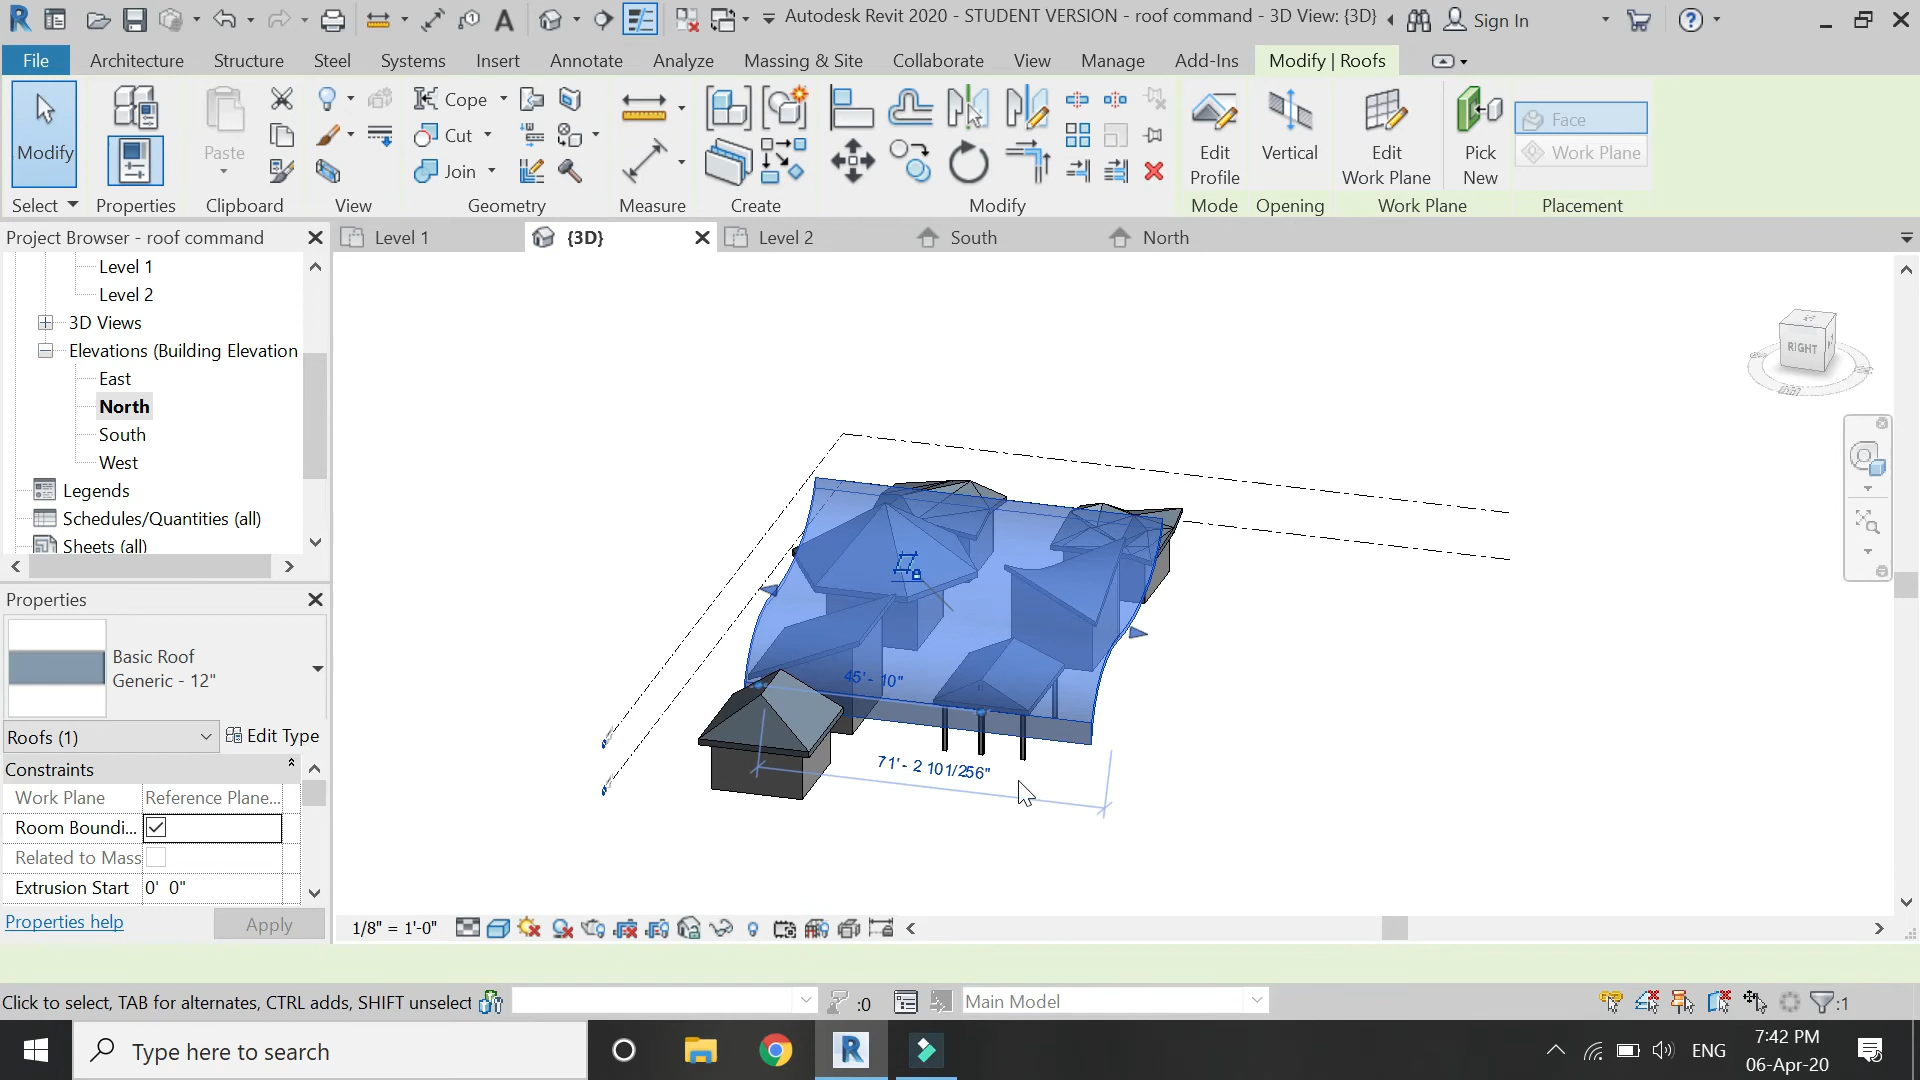 Autodesk Revit 2020 - STUDENT VERSION - roof command - 3D View: {3D}
Sign In
File
Architecture
Structure
Steel
Systems
Insert
Annotate
Analyze
Massing & Site
Collaborate
View
Manage
Add-Ins
Modify | Roofs
Modify
Paste
Cope
Cut
Join
Edit Profile
Vertical
Edit Work Plane
Pick New
Face
Work Plane
Select
Properties
Clipboard
View
Geometry
Measure
Create
Modify
Mode
Opening
Work Plane
Placement
Project Browser - roof command
Level 1
{3D}
Level 2
South
North
Level 1
Level 2
3D Views
Elevations (Building Elevation
East
North
South
West
Legends
Schedules/Quantities (all)
Sheets (all)
RIGHT
45' - 10"
71' - 2 101/256"
Properties
Basic Roof
Generic - 12"
Roofs (1)
Edit Type
Constraints
Work Plane
Reference Plane...
Room Boundi...
Related to Mass
Extrusion Start
0' 0"
Properties help
Apply
1/8" = 1'-0"
Click to select, TAB for alternates, CTRL adds, SHIFT unselect
:0
Main Model
:1
Type here to search
ENG
7:42 PM
06-Apr-20